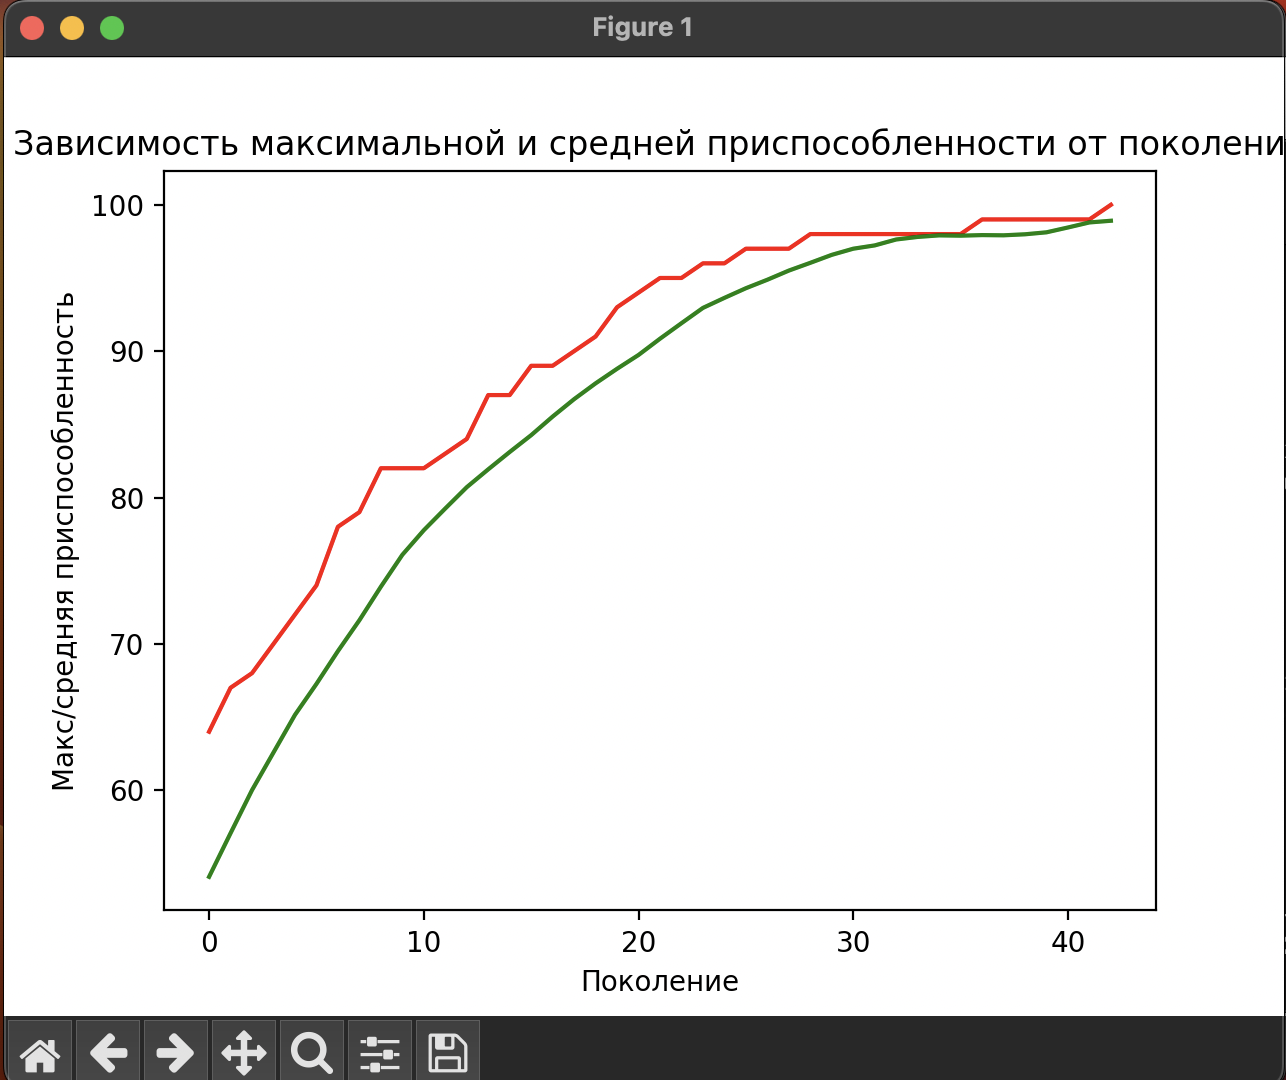 Figure 1
Зависимость максимальной и средней приспособленности от поколени
100
90
80
70
60
Макс/средняя приспособленность
0 10 20 30 40
Поколение